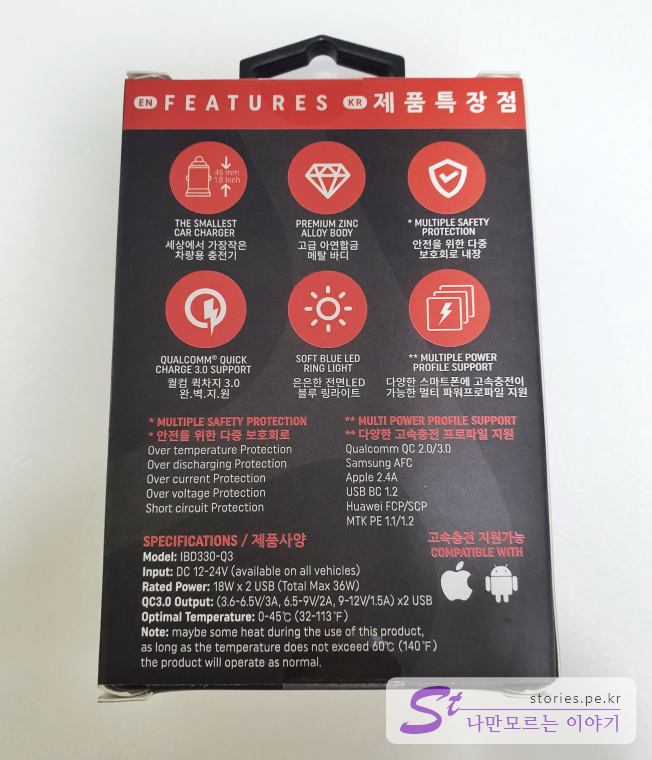 EN FEATURES KR 제품특장점
45 mm
1.8 Inch
THE SMALLEST
CAR CHARGER
세상에서 가장작은
차량용 충전기
PREMIUM ZINC
ALLOY BODY
고급 아연합금
메탈 바디
* MULTIPLE SAFETY
PROTECTION
안전을 위한 다중
보호회로 내장
QUALCOMM® QUICK
CHARGE 3.0 SUPPORT
퀄컴 퀵차지 3.0
완.벽.지.원
SOFT BLUE LED
RING LIGHT
은은한 전면LED
블루 링라이트
** MULTIPLE POWER
PROFILE SUPPORT
다양한 스마트폰에 고속충전이
가능한 멀티 파워프로파일 지원
* MULTIPLE SAFETY PROTECTION
* 안전을 위한 다중 보호회로
Over temperature Protection
Over discharging Protection
Over current Protection
Over voltage Protection
Short circuit Protection
** MULTI POWER PROFILE SUPPORT
** 다양한 고속충전 프로파일 지원
Qualcomm QC 2.0/3.0
Samsung AFC
Apple 2.4A
USB BC 1.2
Huawei FCP/SCP
MTK PE 1.1/1.2
SPECIFICATIONS / 제품사양
Model: IBD330-Q3
Input: DC 12-24V (available on all vehicles)
Rated Power: 18W x 2 USB (Total Max 36W)
QC3.0 Output: (3.6-6.5V/3A, 6.5-9V/2A, 9-12V/1.5A) x2 USB
Optimal Temperature: 0-45℃ (32-113℉)
Note: maybe some heat during the use of this product,
as long as the temperature does not exceed 60℃ (140℉)
the product will operate as normal.
고속충전 지원가능
COMPATIBLE WITH
St
stories.pe.kr
나만모르는 이야기